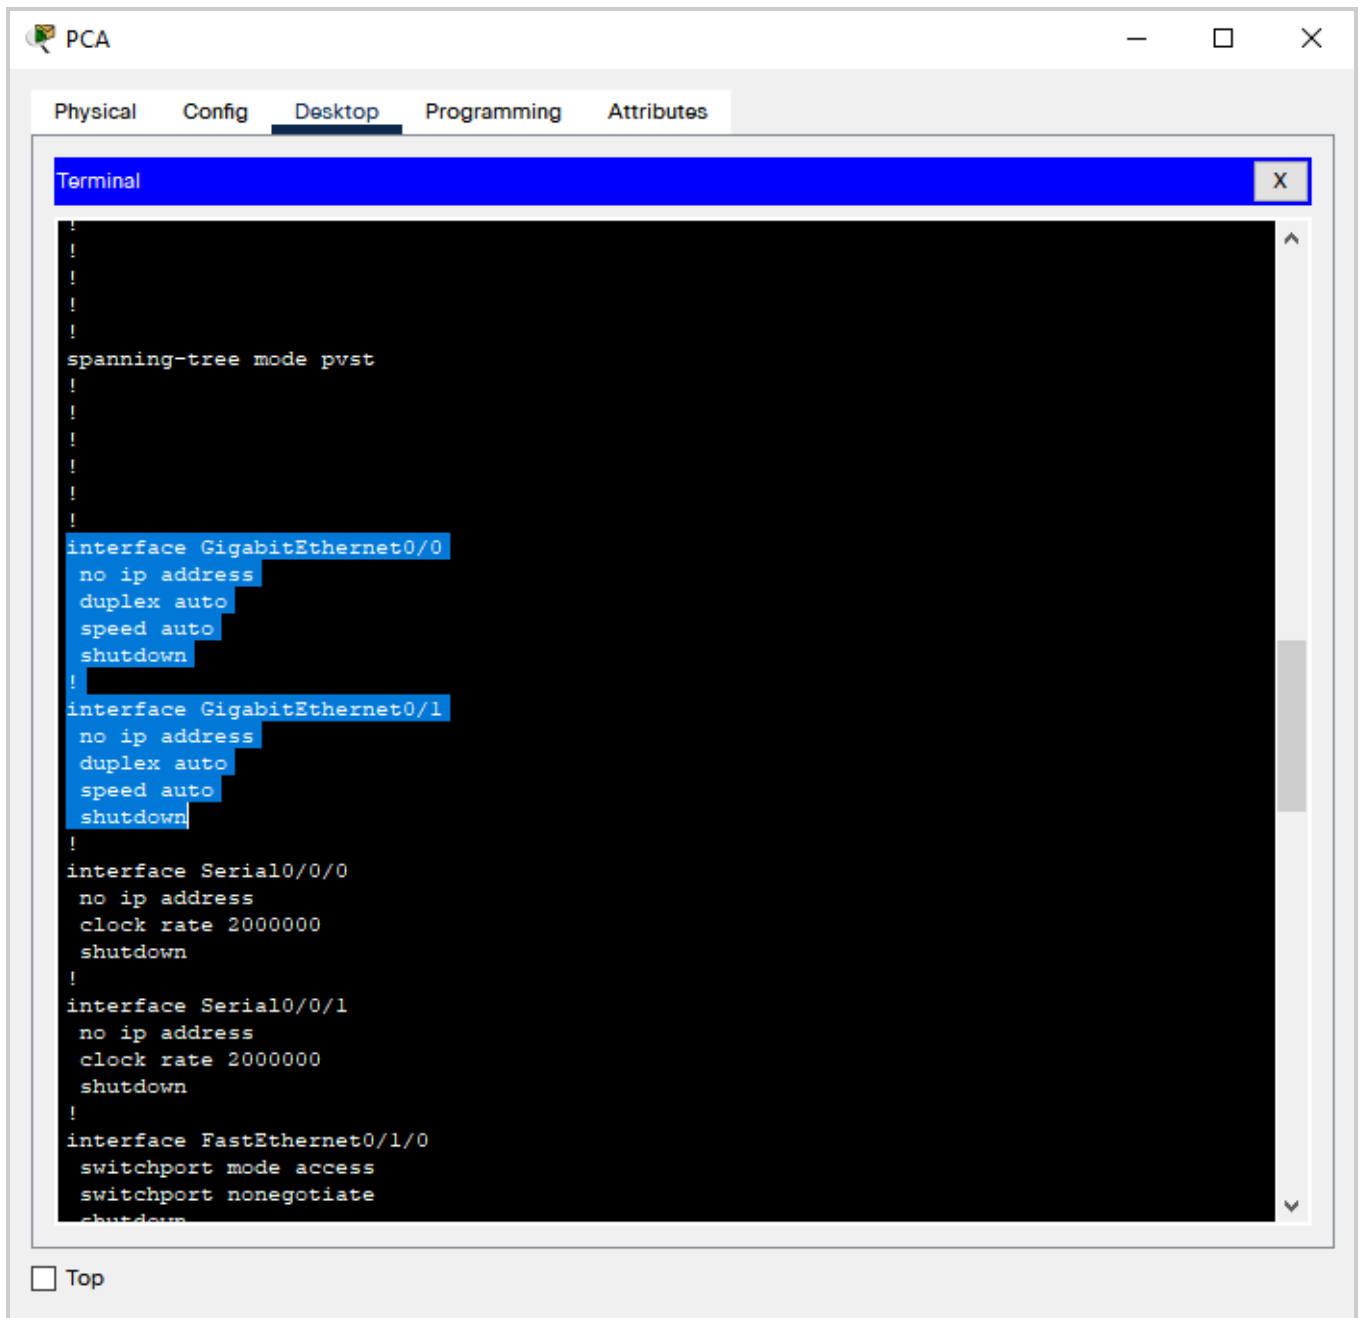 PCA
Physical Config Desktop Programming Attributes
Terminal X
!
!
!
!
!
spanning-tree mode pvst
!
!
!
!
!
!
interface GigabitEthernet0/0
 no ip address
 duplex auto
 speed auto
 shutdown
!
interface GigabitEthernet0/1
 no ip address
 duplex auto
 speed auto
 shutdown
!
interface Serial0/0/0
 no ip address
 clock rate 2000000
 shutdown
!
interface Serial0/0/1
 no ip address
 clock rate 2000000
 shutdown
!
interface FastEthernet0/1/0
 switchport mode access
 switchport nonegotiate
 shutdown
Top